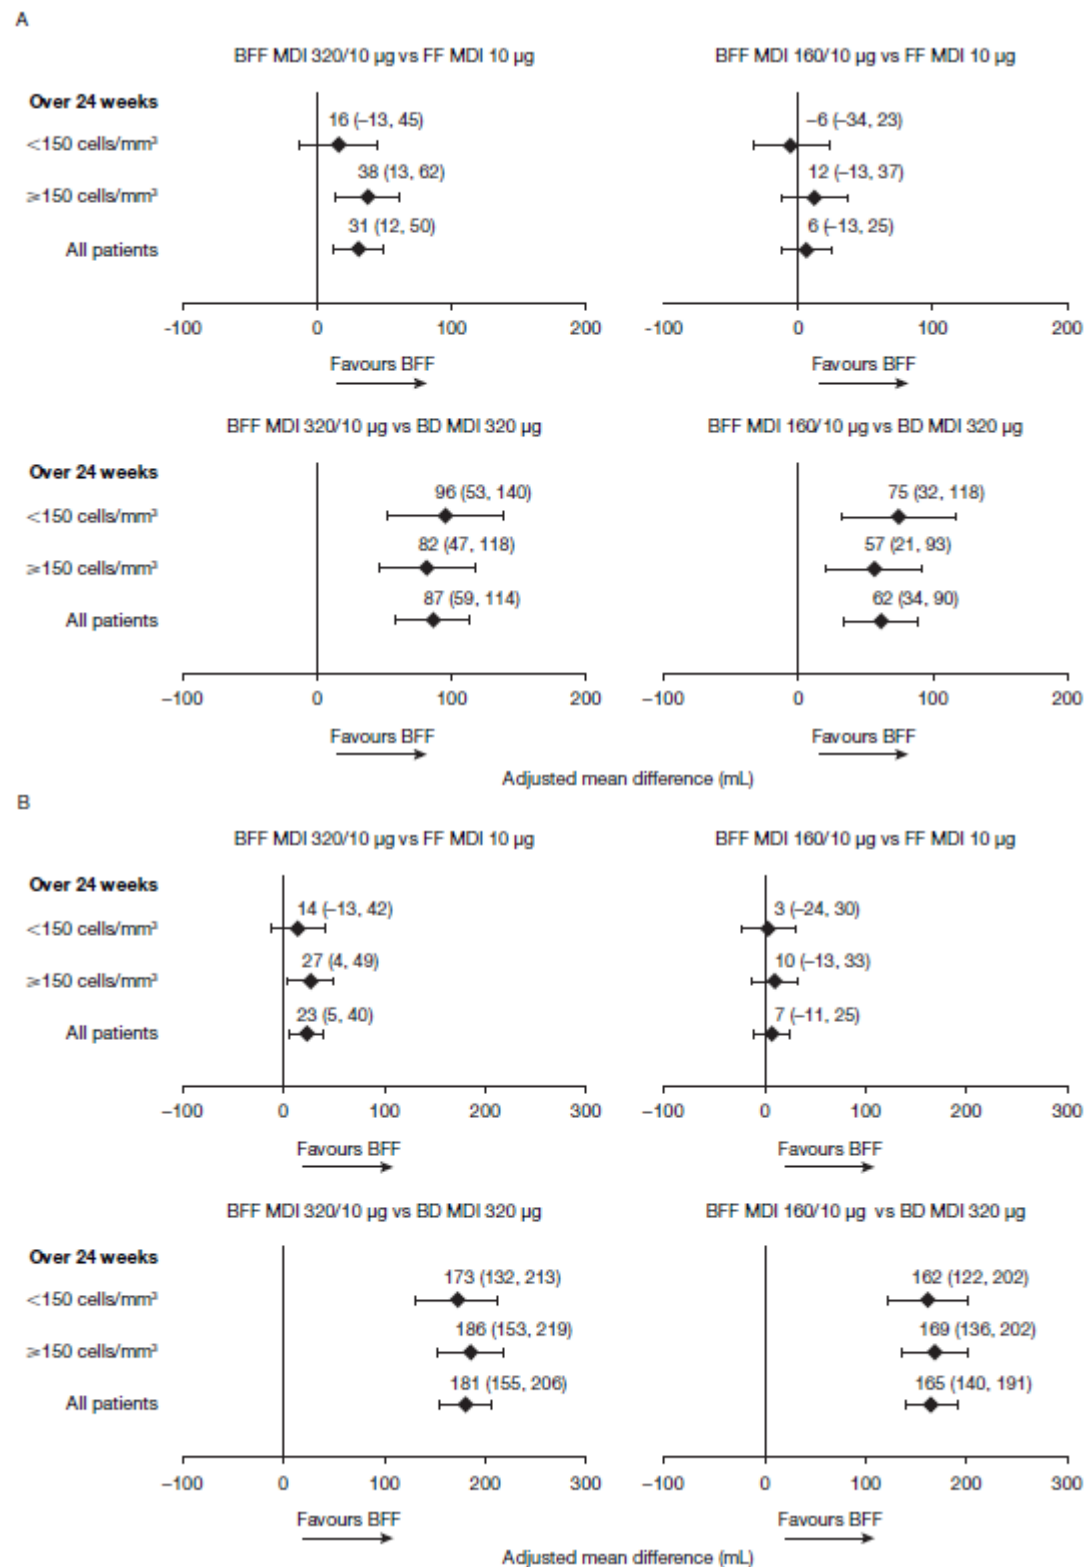 A
BFF MDI 320/10 µg vs FF MDI 10 µg
Over 24 weeks
<150 cells/mm³
16 (–13, 45)
≥150 cells/mm³
38 (13, 62)
All patients
31 (12, 50)
-100 0 100 200
Favours BFF
BFF MDI 160/10 µg vs FF MDI 10 µg
–6 (–34, 23)
12 (–13, 37)
6 (–13, 25)
-100 0 100 200
Favours BFF
BFF MDI 320/10 µg vs BD MDI 320 µg
Over 24 weeks
<150 cells/mm³
96 (53, 140)
≥150 cells/mm³
82 (47, 118)
All patients
87 (59, 114)
–100 0 100 200
Favours BFF
BFF MDI 160/10 µg vs BD MDI 320 µg
75 (32, 118)
57 (21, 93)
62 (34, 90)
–100 0 100 200
Favours BFF
Adjusted mean difference (mL)
B
BFF MDI 320/10 µg vs FF MDI 10 µg
Over 24 weeks
<150 cells/mm³
14 (–13, 42)
≥150 cells/mm³
27 (4, 49)
All patients
23 (5, 40)
–100 0 100 200 300
Favours BFF
BFF MDI 160/10 µg vs FF MDI 10 µg
3 (–24, 30)
10 (–13, 33)
7 (–11, 25)
–100 0 100 200 300
Favours BFF
BFF MDI 320/10 µg vs BD MDI 320 µg
Over 24 weeks
<150 cells/mm³
173 (132, 213)
≥150 cells/mm³
186 (153, 219)
All patients
181 (155, 206)
–100 0 100 200 300
Favours BFF
BFF MDI 160/10 µg vs BD MDI 320 µg
162 (122, 202)
169 (136, 202)
165 (140, 191)
–100 0 100 200 300
Favours BFF
Adjusted mean difference (mL)